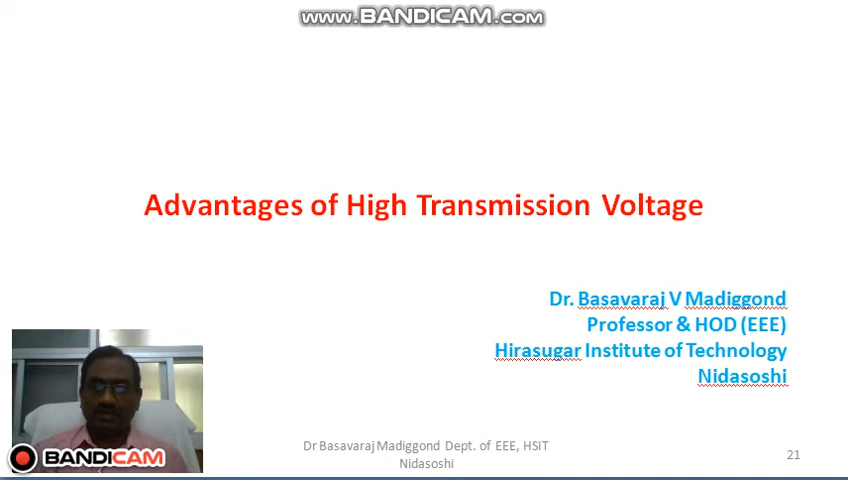 www.BANDICAM.com
Advantages of High Transmission Voltage
Dr. Basavaraj V Madiggond
Professor & HOD (EEE)
Hirasugar Institute of Technology
Nidasoshi
BANDICAM
Dr Basavaraj Madiggond Dept. of EEE, HSIT
Nidasoshi
21